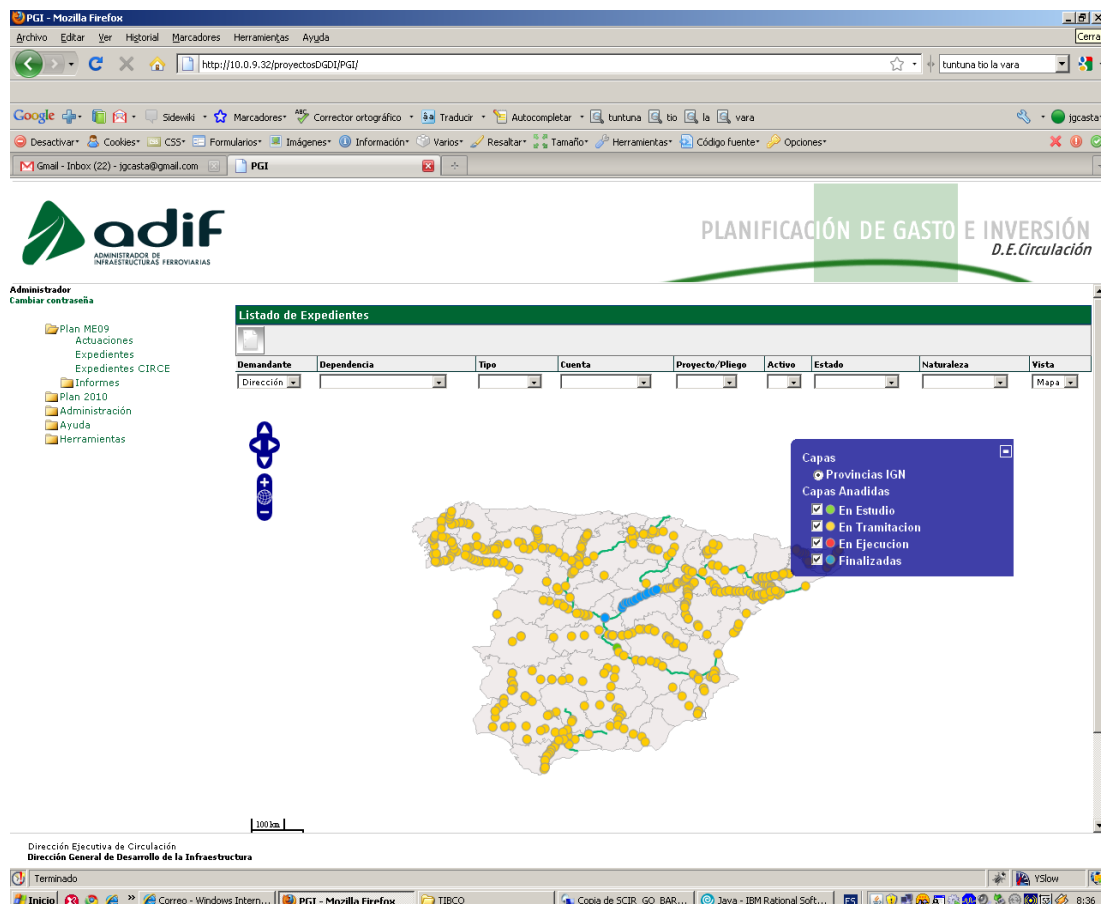 PGI - Mozilla Firefox
Archivo Editar Ver Historial Marcadores Herramientas Ayuda
Cerra
http://10.0.9.32/proyectosDGDI/PGI/
tuntuna tio la vara
Google Sidewiki Marcadores Corrector ortográfico Traducir Autocompletar tuntuna tio la vara jgcasta
Desactivar Cookies CSS Formularios Imágenes Información Varios Resaltar Tamaño Herramientas Código fuente Opciones
Gmail - Inbox (22) - jgcasta@gmail.com PGI
adif
ADMINISTRADOR DE
INFRAESTRUCTURAS FERROVIARIAS
PLANIFICACIÓN DE GASTO E INVERSIÓN
D.E.Circulación
Administrador
Cambiar contraseña
Plan ME09
Actuaciones
Expedientes
Expedientes CIRCE
Informes
Plan 2010
Administración
Ayuda
Herramientas
Listado de Expedientes
Demandante Dependencia Tipo Cuenta Proyecto/Pliego Activo Estado Naturaleza Vista
Dirección Mapa
Capas
Provincias IGN
Capas Anadidas
En Estudio
En Tramitacion
En Ejecucion
Finalizadas
100 km
Dirección Ejecutiva de Circulación
Dirección General de Desarrollo de la Infraestructura
Terminado YSlow
Inicio » Correo - Windows Intern... PGI - Mozilla Firefox TIBCO Copia de SCIR_GO_BAR... Java - IBM Rational Soft... ES 8:36